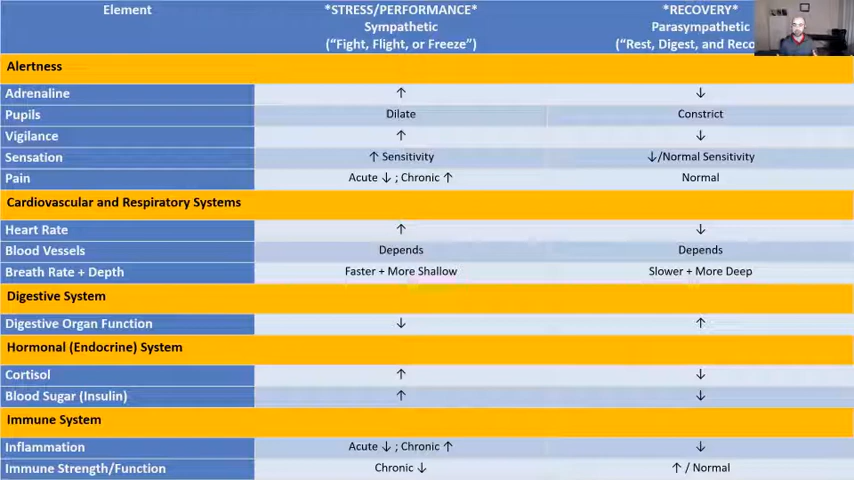 Element *STRESS/PERFORMANCE* *RECOVERY*
Sympathetic Parasympathetic
(“Fight, Flight, or Freeze”) (“Rest, Digest, and Reco
Alertness
Adrenaline ↑ ↓
Pupils Dilate Constrict
Vigilance ↑ ↓
Sensation ↑ Sensitivity ↓/Normal Sensitivity
Pain Acute ↓ ; Chronic ↑ Normal
Cardiovascular and Respiratory Systems
Heart Rate ↑ ↓
Blood Vessels Depends Depends
Breath Rate + Depth Faster + More Shallow Slower + More Deep
Digestive System
Digestive Organ Function ↓ ↑
Hormonal (Endocrine) System
Cortisol ↑ ↓
Blood Sugar (Insulin) ↑ ↓
Immune System
Inflammation Acute ↓ ; Chronic ↑ ↓
Immune Strength/Function Chronic ↓ ↑ / Normal